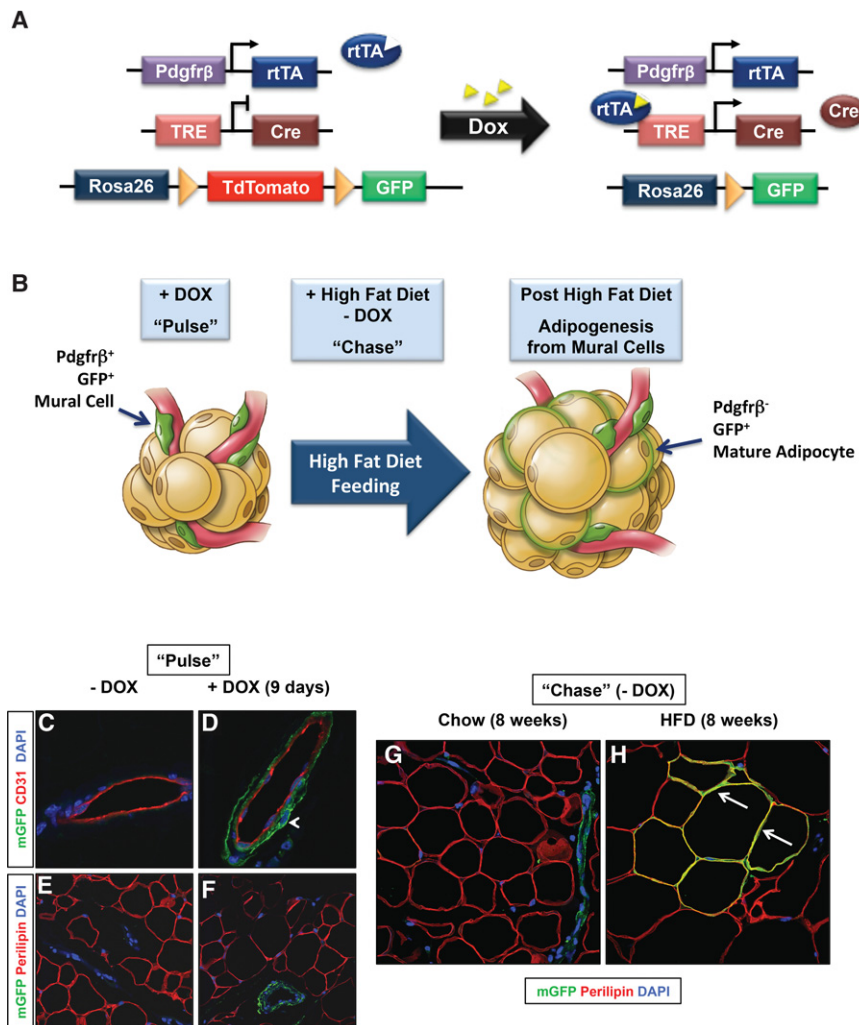 A
Pdgfrβ rtTA rtTA
TRE Cre
Rosa26 TdTomato GFP
Dox
Pdgfrβ rtTA
rtTA TRE Cre Cre
Rosa26 GFP
B
+ DOX
“Pulse”
+ High Fat Diet
- DOX
“Chase”
Post High Fat Diet
Adipogenesis
from Mural Cells
Pdgfrβ+
GFP+
Mural Cell
High Fat Diet
Feeding
Pdgfrβ-
GFP+
Mature Adipocyte
“Pulse”
- DOX + DOX (9 days)
mGFP CD31 DAPI
C D
mGFP Perilipin DAPI
E F
“Chase” (- DOX)
Chow (8 weeks) HFD (8 weeks)
G H
mGFP Perilipin DAPI